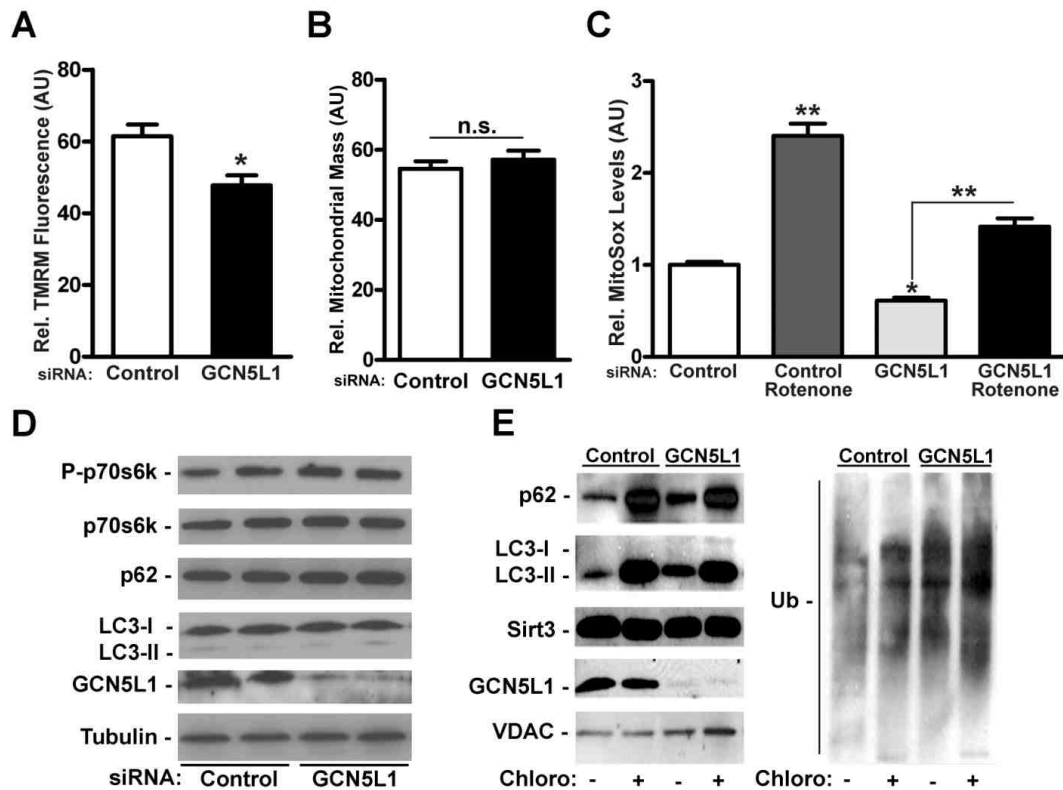 A
Rel. TMRM Fluorescence (AU)
80
60
40
20
0
*
siRNA: Control GCN5L1
B
Rel. Mitochondrial Mass (AU)
80
60
40
20
0
n.s.
siRNA: Control GCN5L1
C
Rel. MitoSox Levels (AU)
3
2
1
0
**
*
**
siRNA: Control Control Rotenone GCN5L1 GCN5L1 Rotenone
D
P-p70s6k -
p70s6k -
p62 -
LC3-I -
LC3-II -
GCN5L1 -
Tubulin -
siRNA: Control GCN5L1
E
Control GCN5L1
p62 -
LC3-I -
LC3-II -
Sirt3 -
GCN5L1 -
VDAC -
Chloro: - + - +
Control GCN5L1
Ub -
- + - +